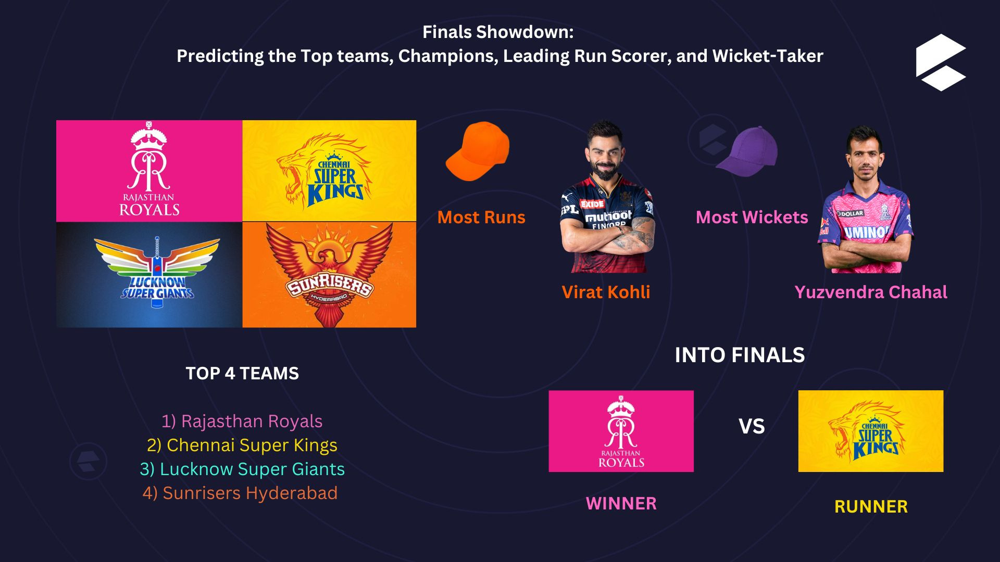 Finals Showdown:
Predicting the Top teams, Champions, Leading Run Scorer, and Wicket-Taker
RAJASTHAN
ROYALS
CHENNAI
SUPER
KINGS
LUCKNOW
SUPER GIANTS
SUNRISERS
HYDERABAD
Most Runs
EXIDE
muthoot
FINCORP
Virat Kohli
Most Wickets
DOLLAR
Yuzvendra Chahal
TOP 4 TEAMS
1) Rajasthan Royals
2) Chennai Super Kings
3) Lucknow Super Giants
4) Sunrisers Hyderabad
INTO FINALS
RAJASTHAN
ROYALS
VS
CHENNAI
SUPER
KINGS
WINNER
RUNNER